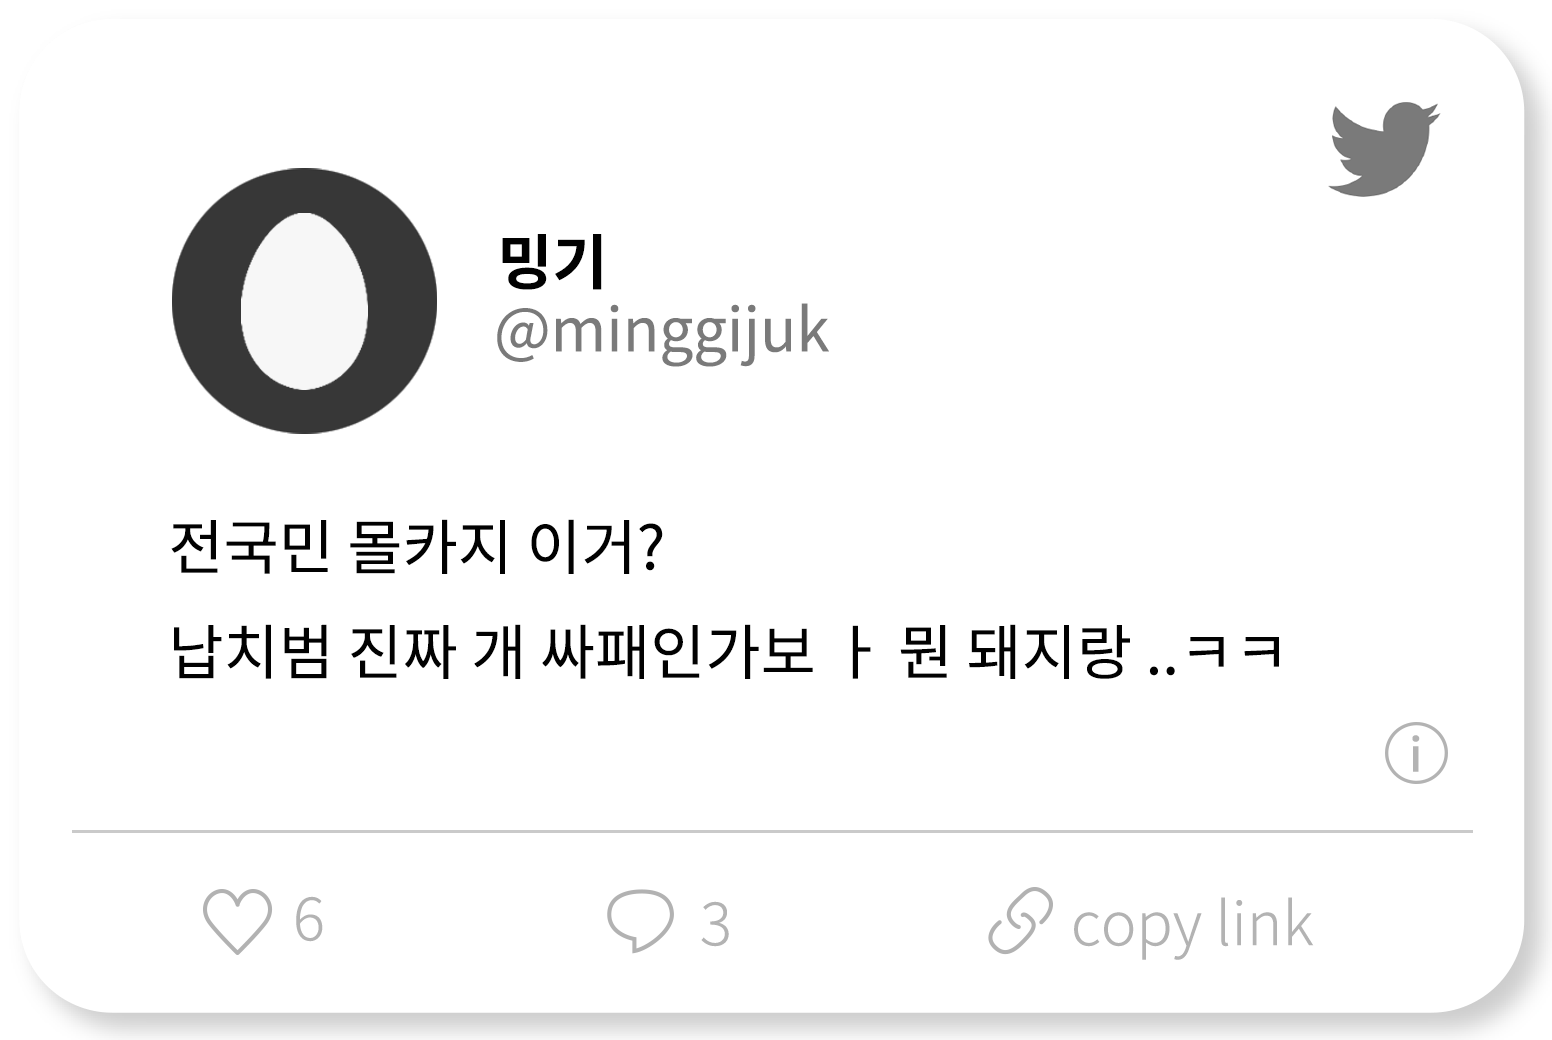 밍기
@minggijuk
전국민 몰카지 이거?
납치범 진짜 개 싸패인가보 ㅏ 뭔 돼지랑 ..ㅋㅋ
6 3 copy link